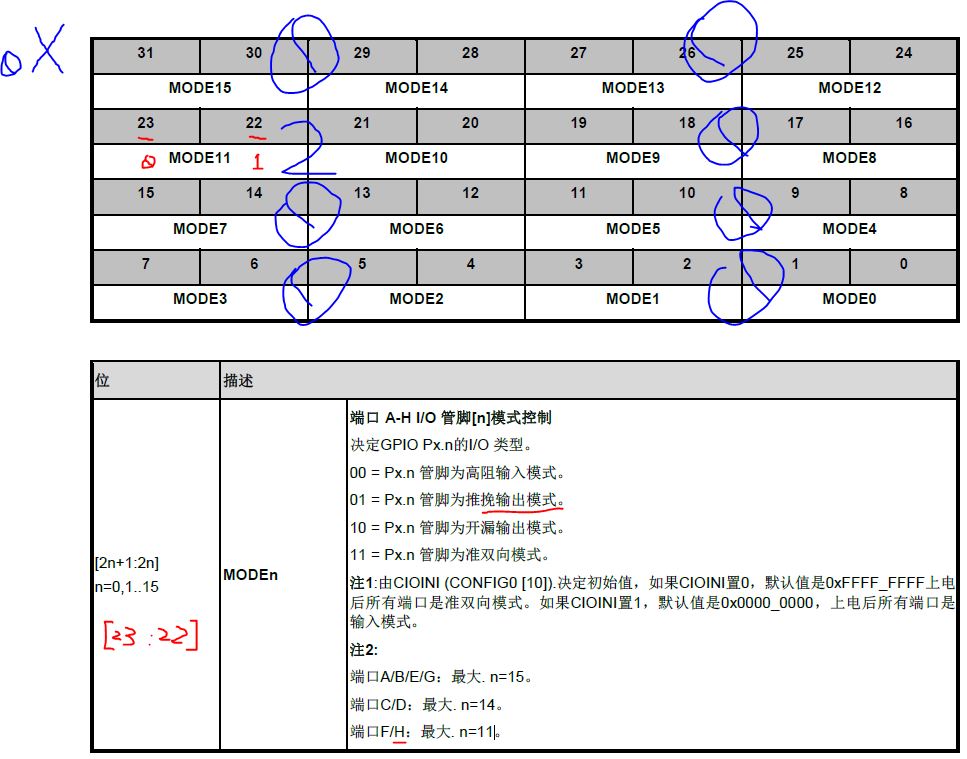 0X
31 30 29 28 27 26 25 24
MODE15 MODE14 MODE13 MODE12
23 22 21 20 19 18 17 16
0 MODE11 1 2 MODE10 MODE9 MODE8
15 14 13 12 11 10 9 8
MODE7 MODE6 MODE5 MODE4
7 6 5 4 3 2 1 0
MODE3 MODE2 MODE1 MODE0
位 描述
端口 A-H I/O 管脚[n]模式控制
决定GPIO Px.n的I/O 类型。
00 = Px.n 管脚为高阻输入模式。
01 = Px.n 管脚为推挽输出模式。
10 = Px.n 管脚为开漏输出模式。
11 = Px.n 管脚为准双向模式。
[2n+1:2n]
n=0,1..15
[23:22]
MODEn
注1:由CIOINI (CONFIG0 [10]).决定初始值，如果CIOINI置0，默认值是0xFFFF_FFFF上电
后所有端口是准双向模式。如果CIOINI置1，默认值是0x0000_0000，上电后所有端口是
输入模式。
注2:
端口A/B/E/G：最大. n=15。
端口C/D：最大. n=14。
端口F/H：最大. n=11。